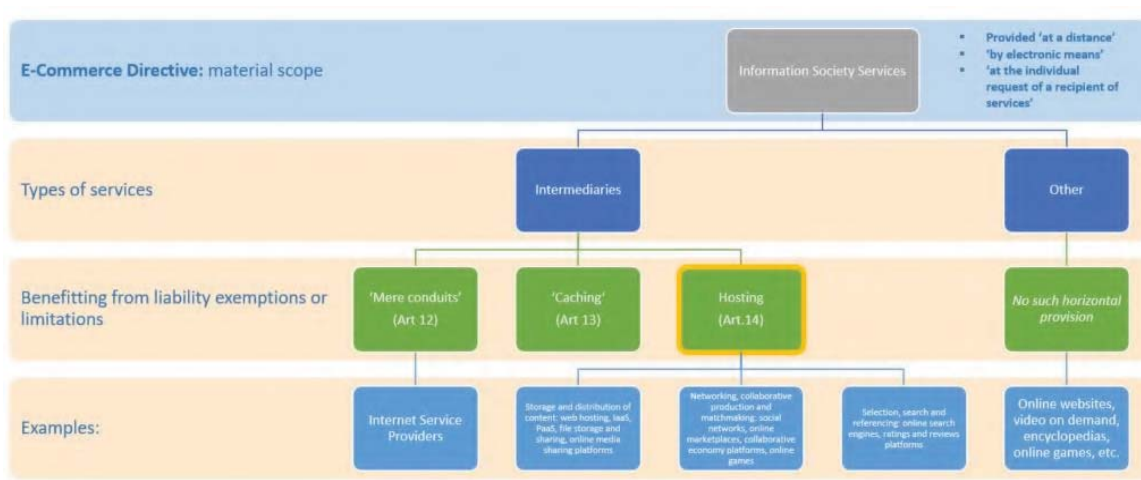 E-Commerce Directive: material scope
Information Society Services
▪ Provided ‘at a distance’
▪ ‘by electronic means’
▪ ‘at the individual
request of a recipient of
services’
Types of services
Intermediaries
Other
Benefitting from liability exemptions or
limitations
‘Mere conduits’
(Art 12)
‘Caching’
(Art 13)
Hosting
(Art.14)
No such horizontal
provision
Examples:
Internet Service
Providers
Storage and distribution of
content: web hosting, IaaS,
PaaS, file storage and
sharing, online media
sharing platforms
Networking, collaborative
production and
matchmaking: social
networks, online
marketplaces, collaborative
economy platforms, online
games
Selection, search and
referencing: online search
engines, ratings and reviews
platforms
Online websites,
video on demand,
encyclopedias,
online games, etc.